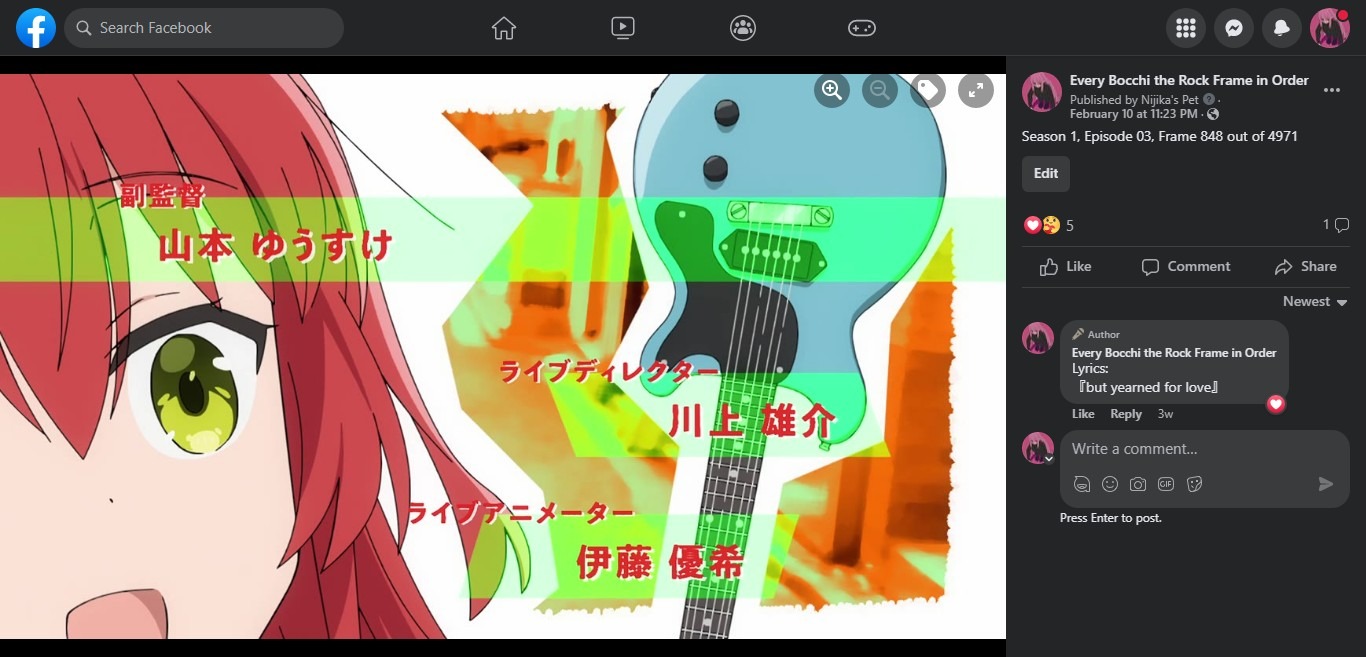 Search Facebook
副監督
山本 ゆうすけ
ライブディレクター
川上 雄介
ライブアニメーター
伊藤 優希
Every Bocchi the Rock Frame in Order
Published by Nijika's Pet ·
February 10 at 11:23 PM ·
Season 1, Episode 03, Frame 848 out of 4971
Edit
5
1
Like Comment Share
Newest
Author
Every Bocchi the Rock Frame in Order
Lyrics:
『but yearned for love』
Like Reply 3w
Write a comment…
GIF
Press Enter to post.